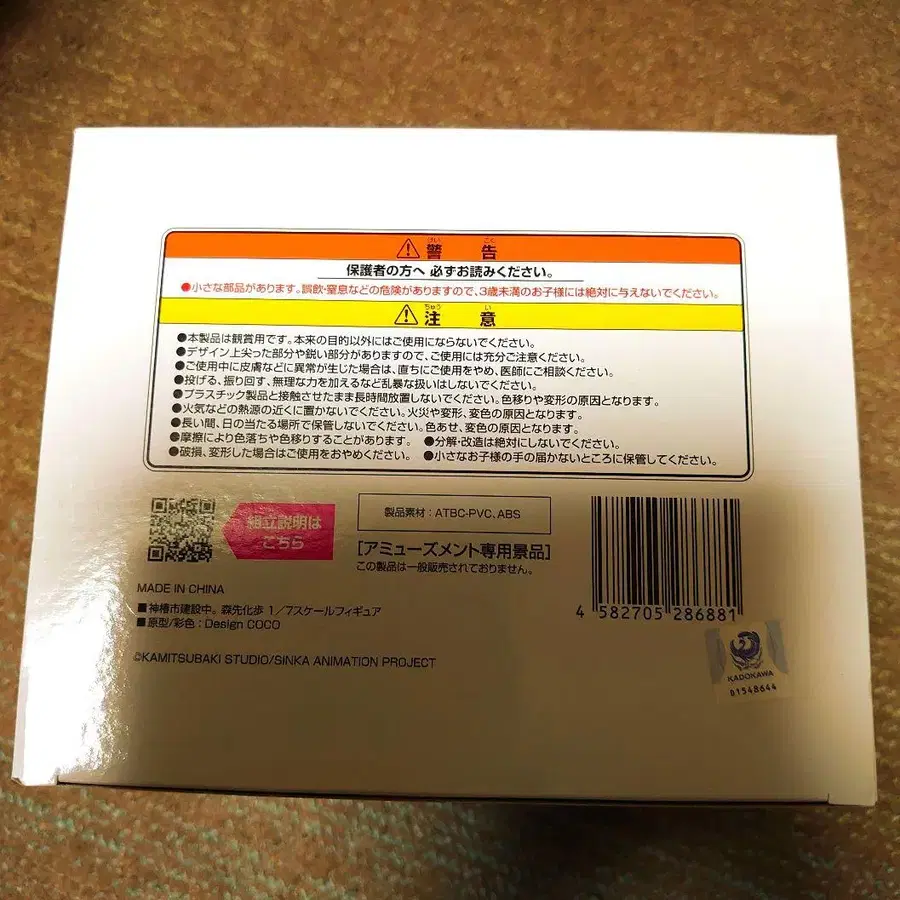 ⚠警告
けい こく
保護者の方へ 必ずお読みください。
●小さな部品があります。誤飲・窒息などの危険がありますので、3歳未満のお子様には絶対に与えないでください。
⚠注意
ちゅう い
●本製品は観賞用です。本来の目的以外にはご使用にならないでください。
●デザイン上尖った部分や鋭い部分がありますので、ご使用には充分ご注意ください。
●ご使用中に皮膚などに異常が生じた場合は、直ちにご使用をやめ、医師にご相談ください。
●投げる、振り回す、無理な力を加えるなど乱暴な扱いはしないでください。
●プラスチック製品と接触させたまま長時間放置しないでください。色移りや変形の原因となります。
●火気などの熱源の近くに置かないでください。火災や変形、変色の原因となります。
●長い間、日の当たる場所で保管しないでください。色あせ、変色の原因となります。
●摩擦により色落ちや色移りすることがあります。 ●分解・改造は絶対にしないでください。
●破損、変形した場合はご使用をおやめください。 ●小さなお子様の手の届かないところに保管してください。
組立説明は
こちら
製品素材:ATBC-PVC、ABS
[アミューズメント専用景品]
この製品は一般販売されておりません。
MADE IN CHINA
■神椿市建設中。森先化歩 1/7スケールフィギュア
■原型/彩色:Design COCO
©KAMITSUBAKI STUDIO/SINKA ANIMATION PROJECT
4 582705 286881
KADOKAWA
01548644